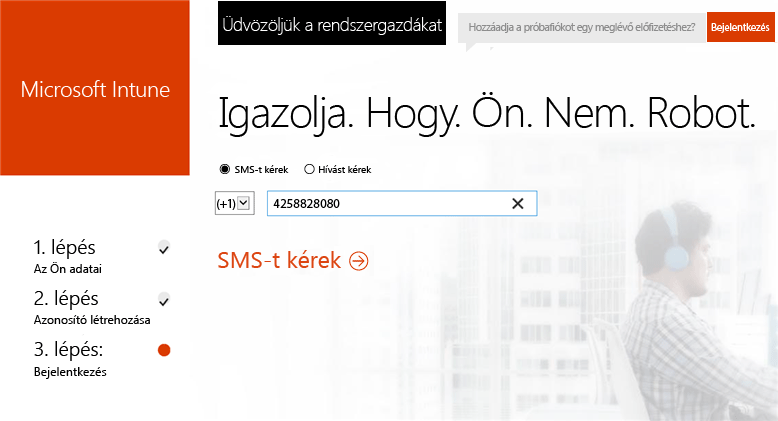 Üdvözöljük a rendszergazdákat
Hozzáadja a próbafiókot egy meglévő előfizetéshez?
Bejelentkezés
Microsoft Intune
Igazolja. Hogy. Ön. Nem. Robot.
SMS-t kérek
Hívást kérek
(+1)
4258828080
SMS-t kérek
1. lépés
Az Ön adatai
2. lépés
Azonosító létrehozása
3. lépés:
Bejelentkezés